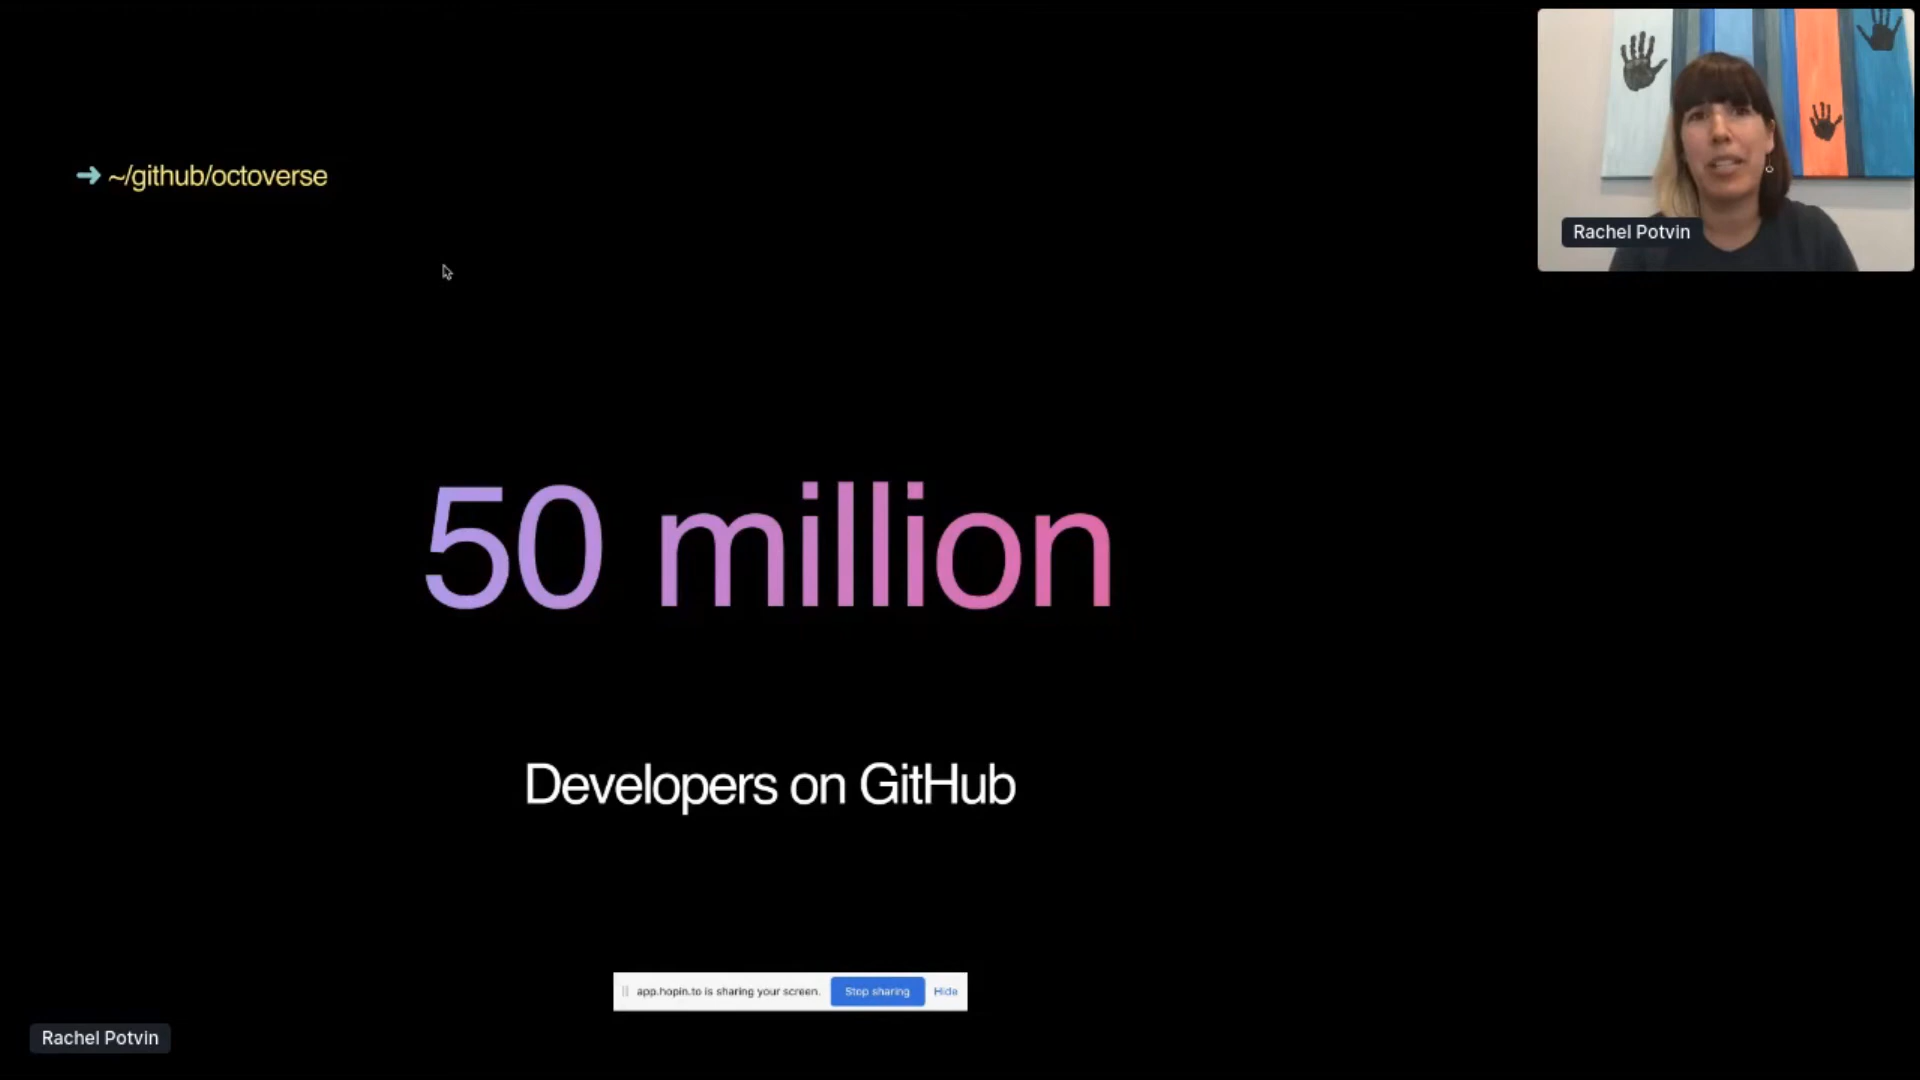 ➜ ~/github/octoverse
Rachel Potvin
50 million
Developers on GitHub
app.hopin.to is sharing your screen. Stop sharing Hide
Rachel Potvin